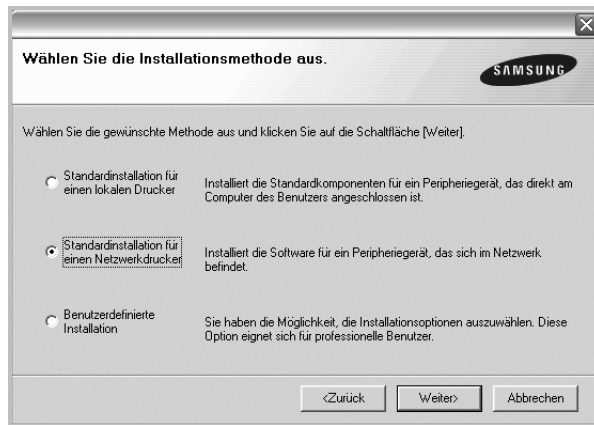 Wählen Sie die Installationsmethode aus.
SAMSUNG
Wählen Sie die gewünschte Methode aus und klicken Sie auf die Schaltfläche [Weiter].
Standardinstallation für
einen lokalen Drucker
Installiert die Standardkomponenten für ein Peripheriegerät, das direkt am
Computer des Benutzers angeschlossen ist.
Standardinstallation für
einen Netzwerkdrucker
Installiert die Software für ein Peripheriegerät, das sich im Netzwerk
befindet.
Benutzerdefinierte
Installation
Sie haben die Möglichkeit, die Installationsoptionen auszuwählen. Diese
Option eignet sich für professionelle Benutzer.
<Zurück
Weiter>
Abbrechen